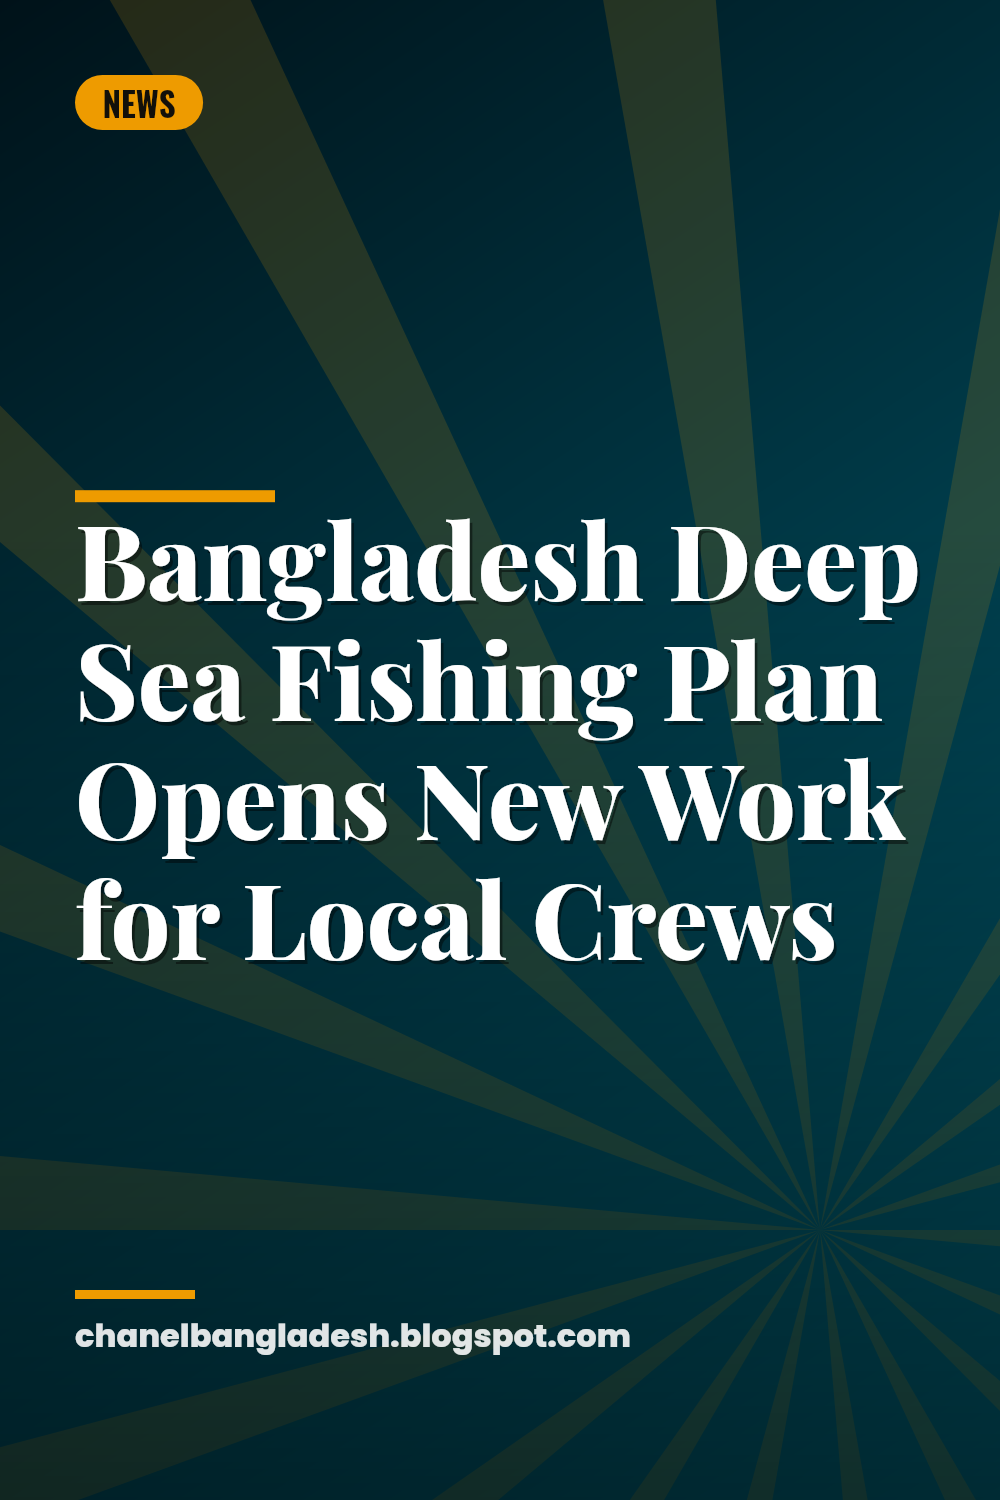 NEWS
Bangladesh Deep
Sea Fishing Plan
Opens New Work
for Local Crews
chanelbangladesh.blogspot.com